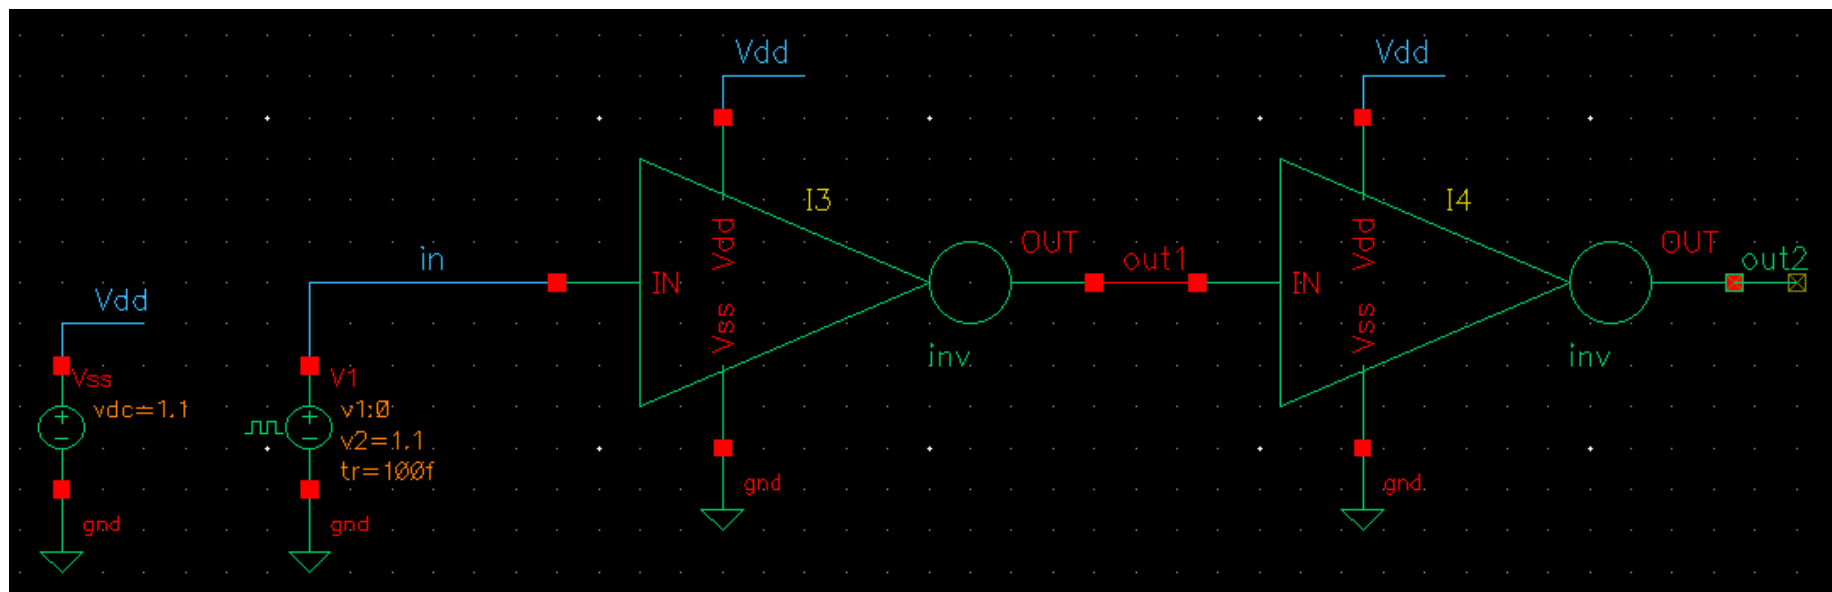 Vdd
Vdd
I3
I4
Vdd
Vdd
in
OUT
out1
OUT
out2
IN
IN
Vdd
Vss
Vss
inv
inv
Vss
V1
vdc=1.1
v1:0
v2=1.1
tr=100f
gnd
gnd
gnd
gnd